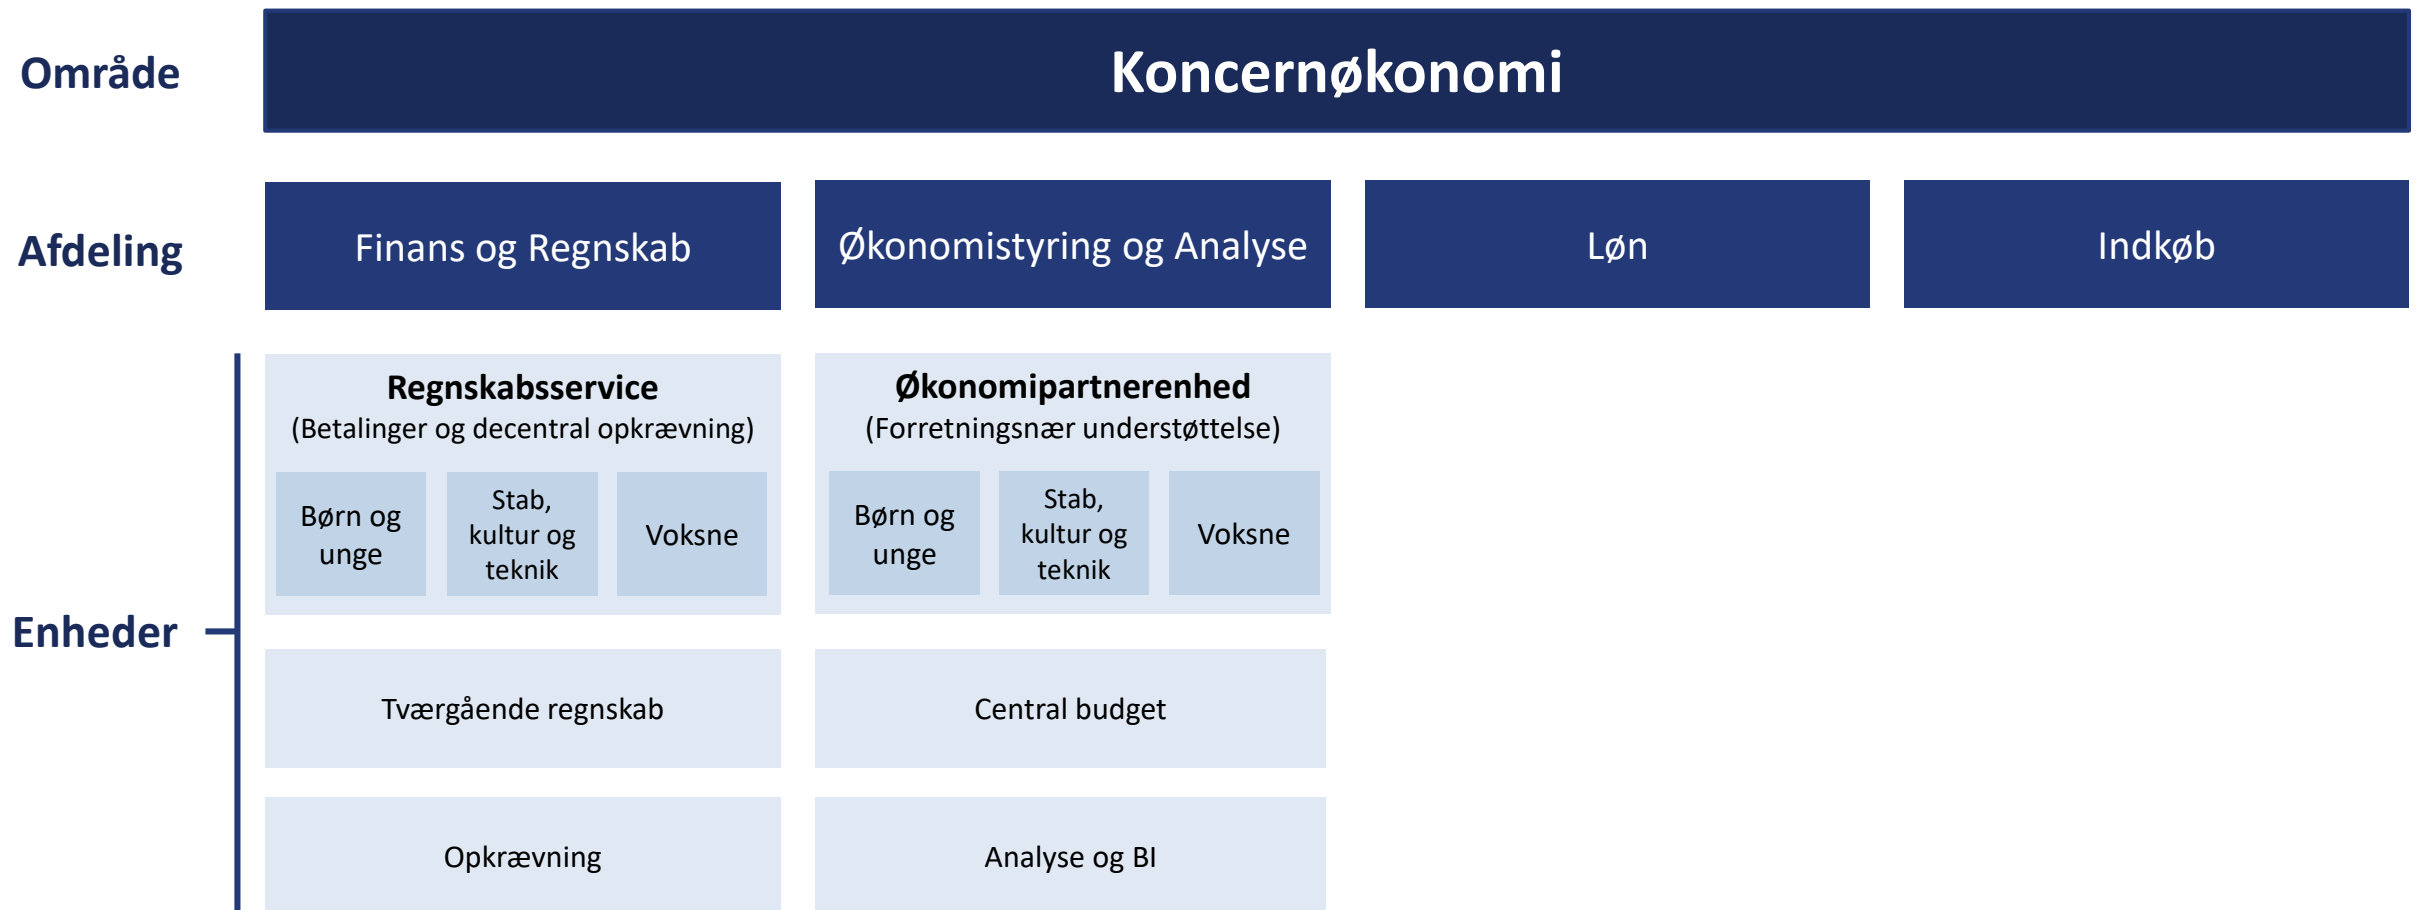 Område
Koncernøkonomi
Afdeling
Finans og Regnskab
Økonomistyring og Analyse
Løn
Indkøb
Enheder
Regnskabsservice
(Betalinger og decentral opkrævning)
Børn og
unge
Stab,
kultur og
teknik
Voksne
Tværgående regnskab
Opkrævning
Økonomipartnerenhed
(Forretningsnær understøttelse)
Børn og
unge
Stab,
kultur og
teknik
Voksne
Central budget
Analyse og BI